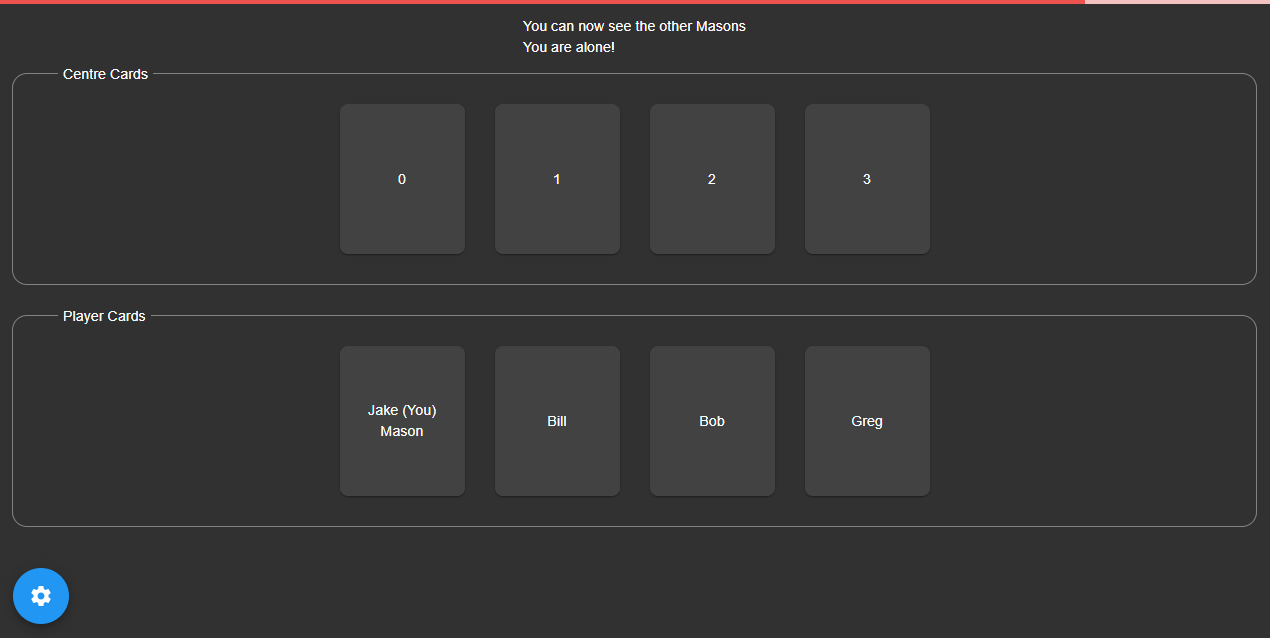 You can now see the other Masons
You are alone!
Centre Cards
0
1
2
3
Player Cards
Jake (You)
Mason
Bill
Bob
Greg